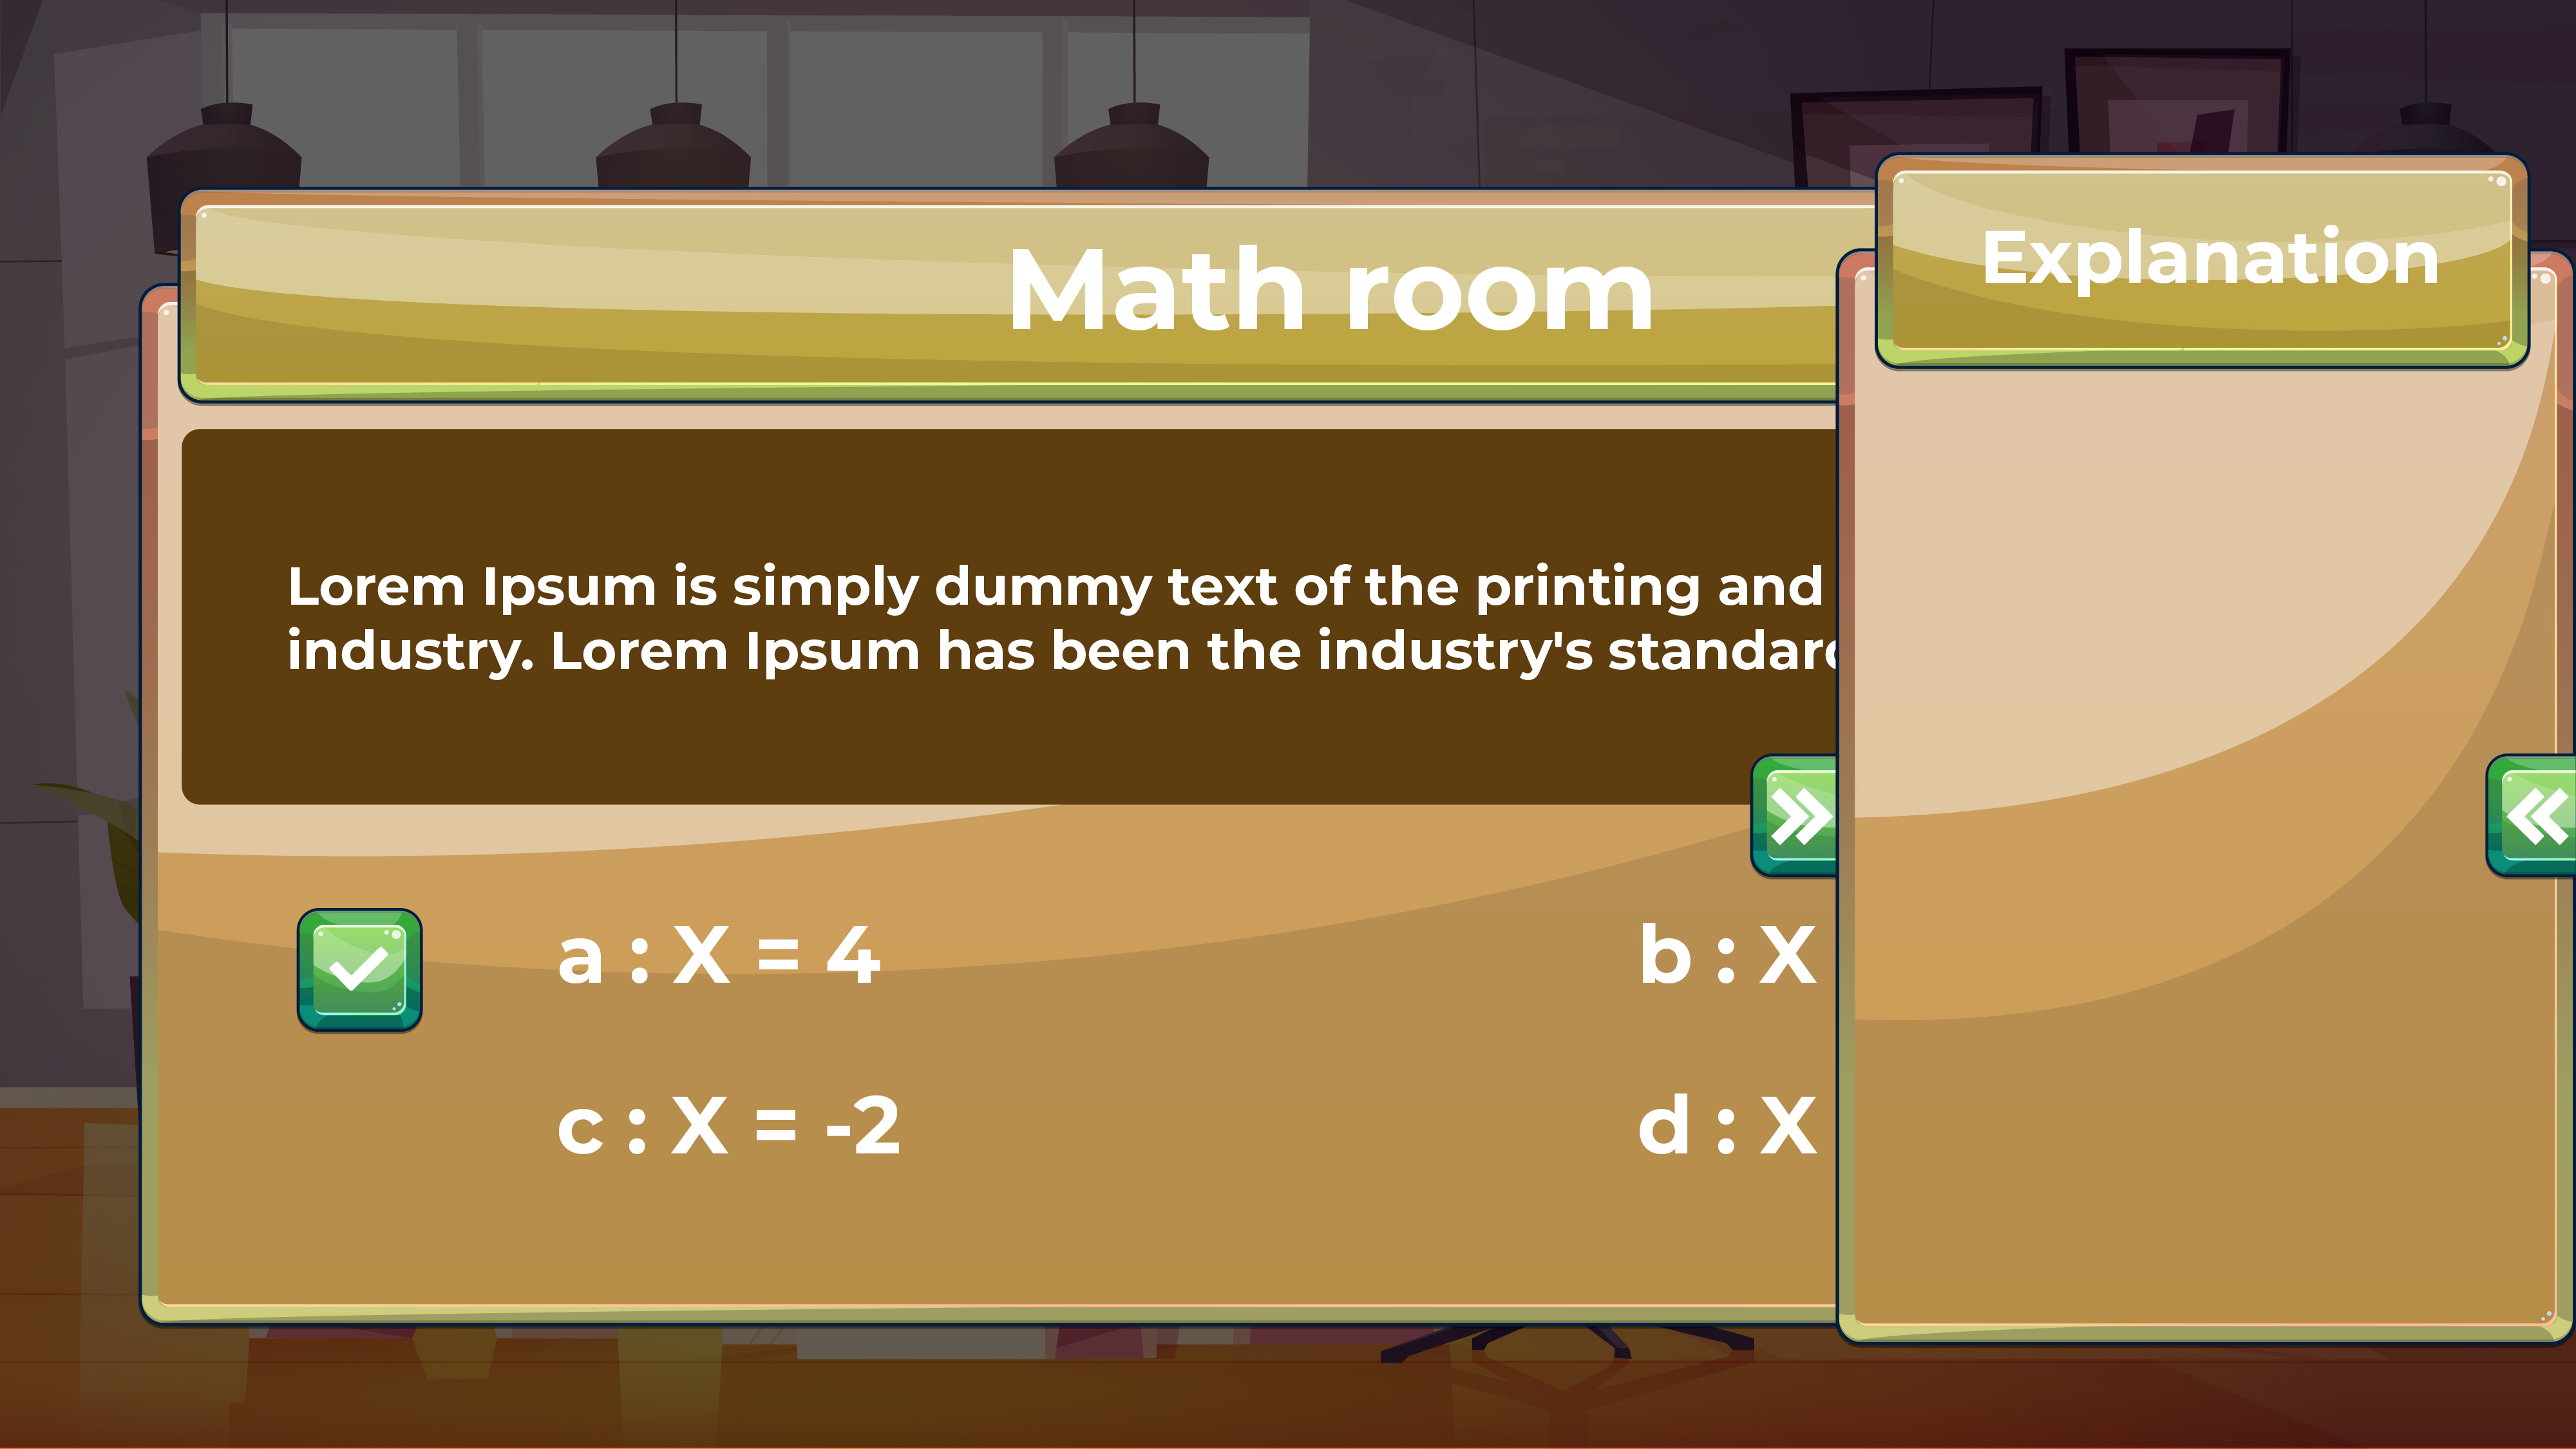 Math room
Explanation
Lorem Ipsum is simply dummy text of the printing and
industry. Lorem Ipsum has been the industry's
a : X = 4
b : X
c : X = -2
d : X